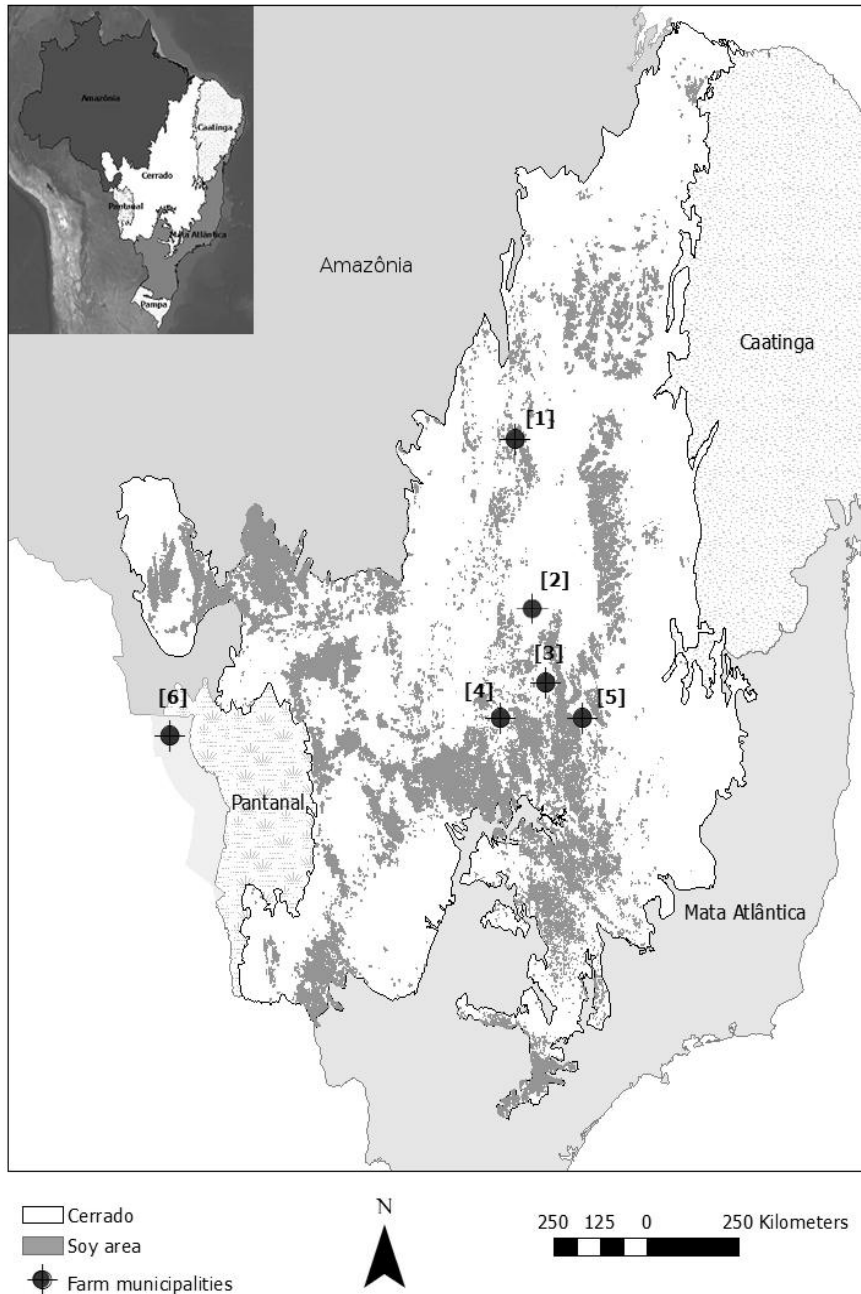 Amazônia
Caatinga
Cerrado
Pantanal
Mata Atlântica
Pampa
Amazônia
Caatinga
[1]
[2]
[3]
[4]
[5]
[6]
Pantanal
Mata Atlântica
Cerrado
Soy area
Farm municipalities
N
250 125 0 250 Kilometers